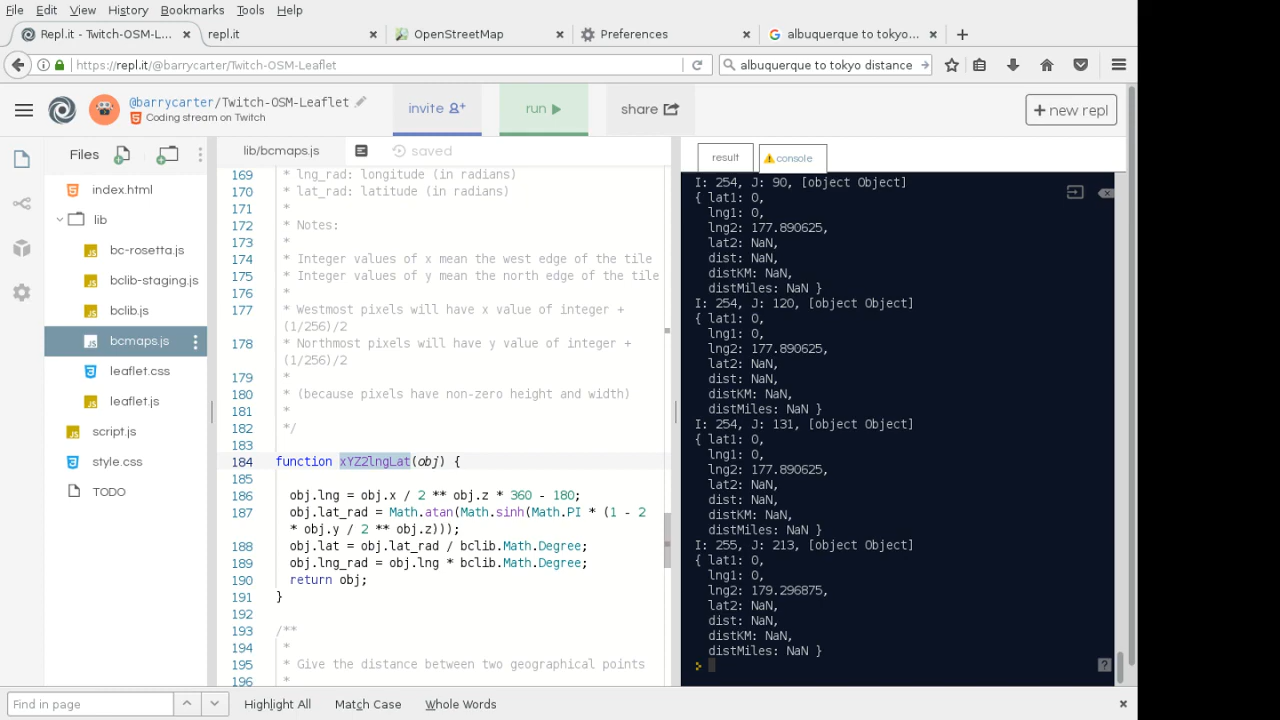 File Edit View History Bookmarks Tools Help
Repl.it - Twitch-OSM-L... × repl.it × OpenStreetMap × Preferences × albuquerque to tokyo... × +
https://repl.it/@barrycarter/Twitch-OSM-Leaflet
albuquerque to tokyo distance
@barrycarter/Twitch-OSM-Leaflet
Coding stream on Twitch
invite
run
share
+ new repl
Files
index.html
lib
bc-rosetta.js
bclib-staging.js
bclib.js
bcmaps.js
leaflet.css
leaflet.js
script.js
style.css
TODO
lib/bcmaps.js
saved
169 * lng_rad: longitude (in radians)
170 * lat_rad: latitude (in radians)
171 *
172 * Notes:
173 *
174 * Integer values of x mean the west edge of the tile
175 * Integer values of y mean the north edge of the tile
176 *
177 * Westmost pixels will have x value of integer +
(1/256)/2
178 * Northmost pixels will have y value of integer +
(1/256)/2
179 *
180 * (because pixels have non-zero height and width)
181 *
182 */
183
184 function xYZ2lngLat(obj) {
185
186 obj.lng = obj.x / 2 ** obj.z * 360 - 180;
187 obj.lat_rad = Math.atan(Math.sinh(Math.PI * (1 - 2
* obj.y / 2 ** obj.z)));
188 obj.lat = obj.lat_rad / bclib.Math.Degree;
189 obj.lng_rad = obj.lng * bclib.Math.Degree;
190 return obj;
191 }
192
193 /**
194 *
195 * Give the distance between two geographical points
196 *
result
console
I: 254, J: 90, [object Object]
{ lat1: 0,
lng1: 0,
lng2: 177.890625,
lat2: NaN,
dist: NaN,
distKM: NaN,
distMiles: NaN }
I: 254, J: 120, [object Object]
{ lat1: 0,
lng1: 0,
lng2: 177.890625,
lat2: NaN,
dist: NaN,
distKM: NaN,
distMiles: NaN }
I: 254, J: 131, [object Object]
{ lat1: 0,
lng1: 0,
lng2: 177.890625,
lat2: NaN,
dist: NaN,
distKM: NaN,
distMiles: NaN }
I: 255, J: 213, [object Object]
{ lat1: 0,
lng1: 0,
lng2: 179.296875,
lat2: NaN,
dist: NaN,
distKM: NaN,
distMiles: NaN }
>
?
Find in page
Highlight All
Match Case
Whole Words
×